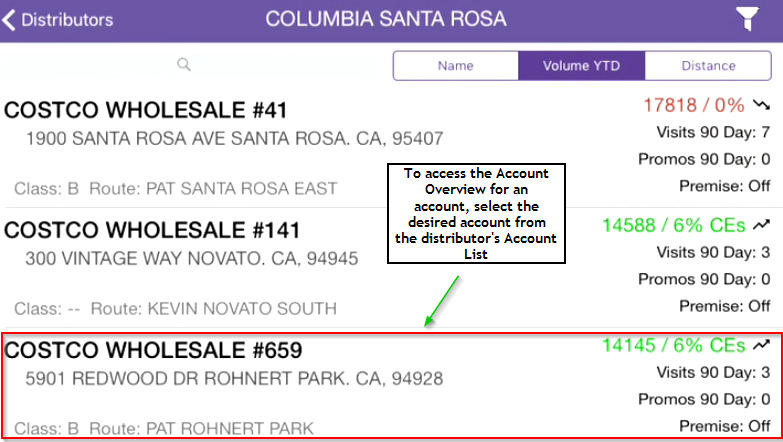 Distributors
COLUMBIA SANTA ROSA
Name
Volume YTD
Distance
COSTCO WHOLESALE #41
17818 / 0%
1900 SANTA ROSA AVE SANTA ROSA. CA, 95407
Visits 90 Day: 7
Promos 90 Day: 0
Class: B Route: PAT SANTA ROSA EAST
Premise: Off
To access the Account
Overview for an
account, select the
desired account from
the distributor's Account
List
COSTCO WHOLESALE #141
14588 / 6% CEs
300 VINTAGE WAY NOVATO. CA, 94945
Visits 90 Day: 3
Promos 90 Day: 0
Class: -- Route: KEVIN NOVATO SOUTH
Premise: Off
COSTCO WHOLESALE #659
14145 / 6% CEs
5901 REDWOOD DR ROHNERT PARK. CA, 94928
Visits 90 Day: 3
Promos 90 Day: 0
Class: B Route: PAT ROHNERT PARK
Premise: Off